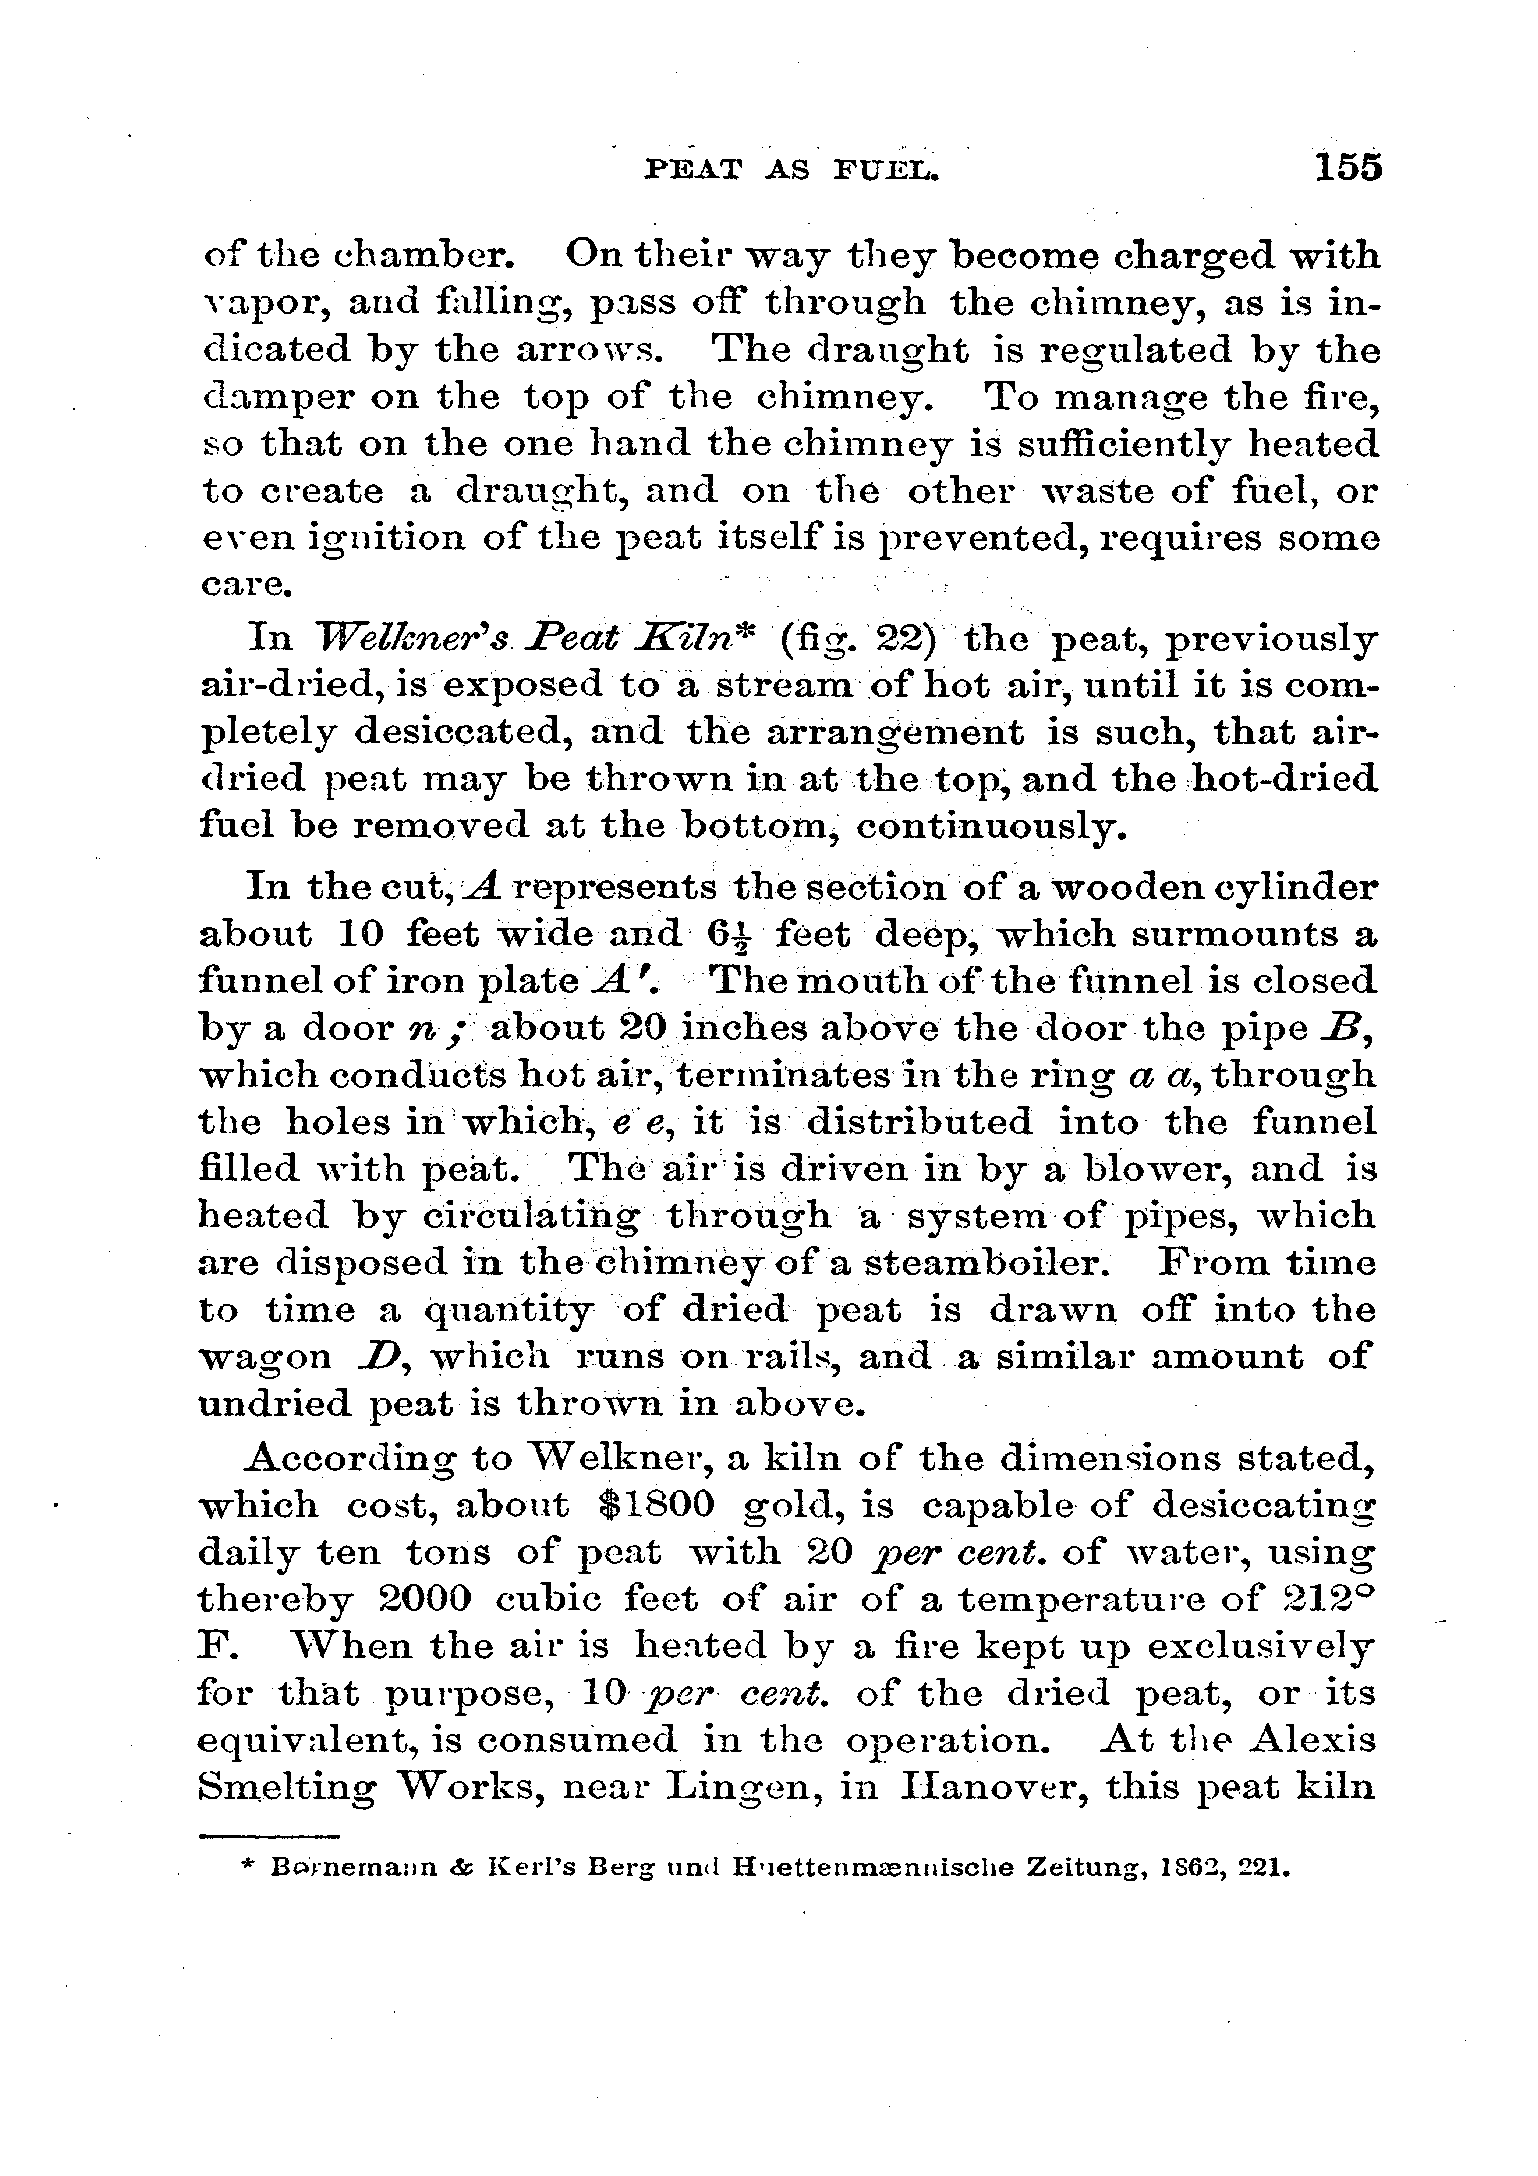 PEAT AS FUEL. 155
of the chamber. On their way they become charged with
vapor, and falling, pass off through the chimney, as is in-
dicated by the arrows. The draught is regulated by the
damper on the top of the chimney. To manage the fire,
so that on the one hand the chimney is sufficiently heated
to create a draught, and on the other waste of fuel, or
even ignition of the peat itself is prevented, requires some
care.
In Welkner's Peat Kiln* (fig. 22) the peat, previously
air-dried, is exposed to a stream of hot air, until it is com-
pletely desiccated, and the arrangement is such, that air-
dried peat may be thrown in at the top, and the hot-dried
fuel be removed at the bottom, continuously.
In the cut, A represents the section of a wooden cylinder
about 10 feet wide and 6½ feet deep, which surmounts a
funnel of iron plate A'. The mouth of the funnel is closed
by a door n; about 20 inches above the door the pipe B,
which conducts hot air, terminates in the ring a a, through
the holes in which, e e, it is distributed into the funnel
filled with peat. The air is driven in by a blower, and is
heated by circulating through a system of pipes, which
are disposed in the chimney of a steamboiler. From time
to time a quantity of dried peat is drawn off into the
wagon D, which runs on rails, and a similar amount of
undried peat is thrown in above.
According to Welkner, a kiln of the dimensions stated,
which cost, about $1800 gold, is capable of desiccating
daily ten tons of peat with 20 per cent. of water, using
thereby 2000 cubic feet of air of a temperature of 212°
F. When the air is heated by a fire kept up exclusively
for that purpose, 10 per cent. of the dried peat, or its
equivalent, is consumed in the operation. At the Alexis
Smelting Works, near Lingen, in Hanover, this peat kiln
* Bornemann & Kerl's Berg und Huettenmænnische Zeitung, 1862, 221.